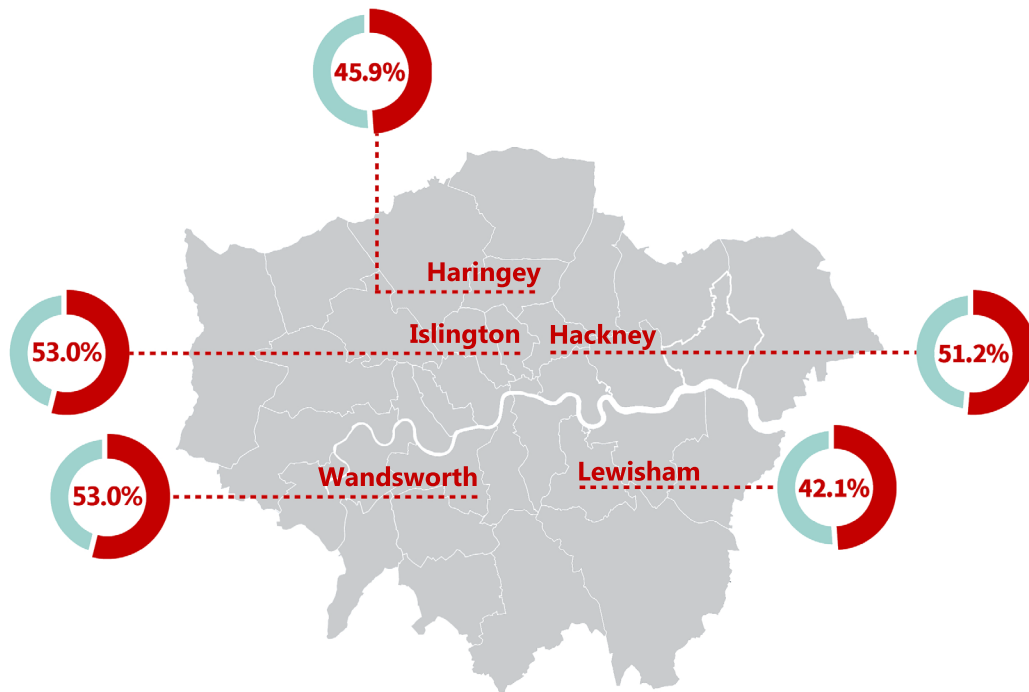 45.9%
Haringey
Islington
Hackney
53.0%
51.2%
Wandsworth
Lewisham
53.0%
42.1%